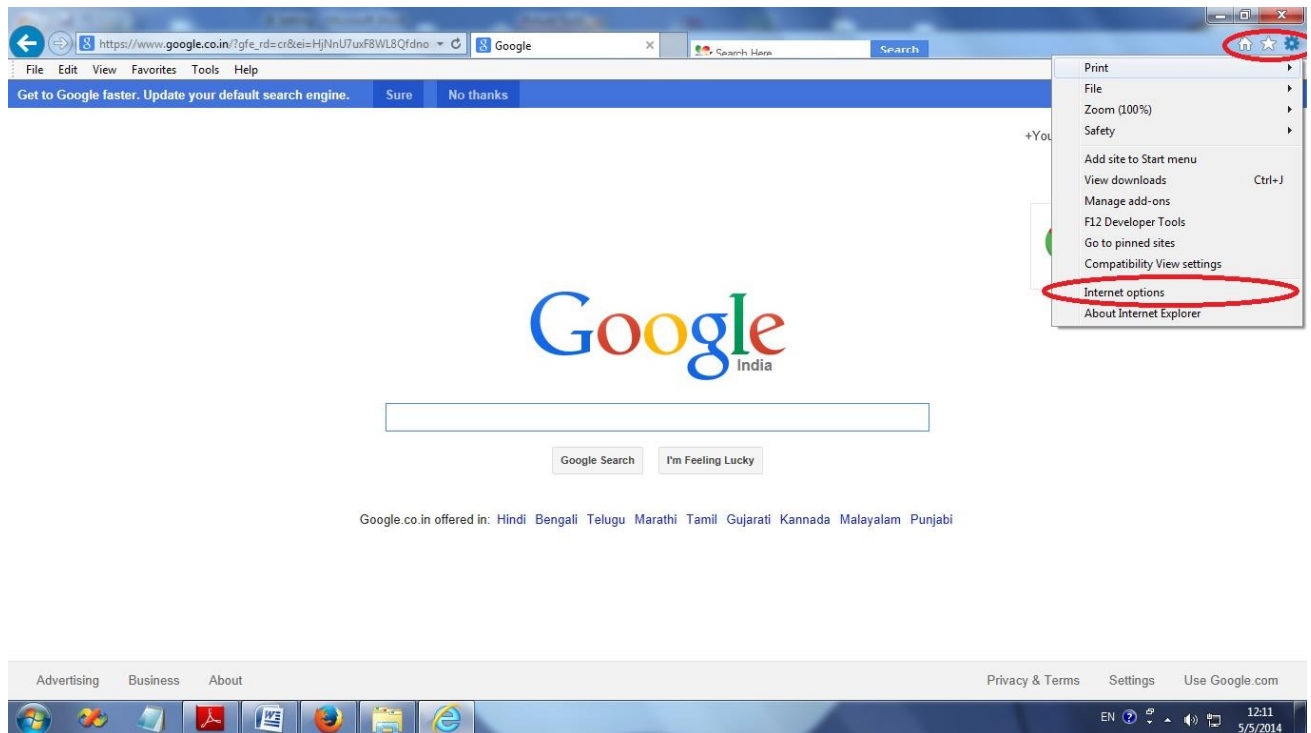 https://www.google.co.in/?gfe_rd=cr&ei=HjNnU7uxF8WL8Qfdno
Google
Search Here
Search
File Edit View Favorites Tools Help
Get to Google faster. Update your default search engine. Sure No thanks
+You
Print
File
Zoom (100%)
Safety
Add site to Start menu
View downloads Ctrl+J
Manage add-ons
F12 Developer Tools
Go to pinned sites
Compatibility View settings
Internet options
About Internet Explorer
Google
India
Google Search I'm Feeling Lucky
Google.co.in offered in: Hindi Bengali Telugu Marathi Tamil Gujarati Kannada Malayalam Punjabi
Advertising Business About Privacy & Terms Settings Use Google.com
EN 12:11
5/5/2014